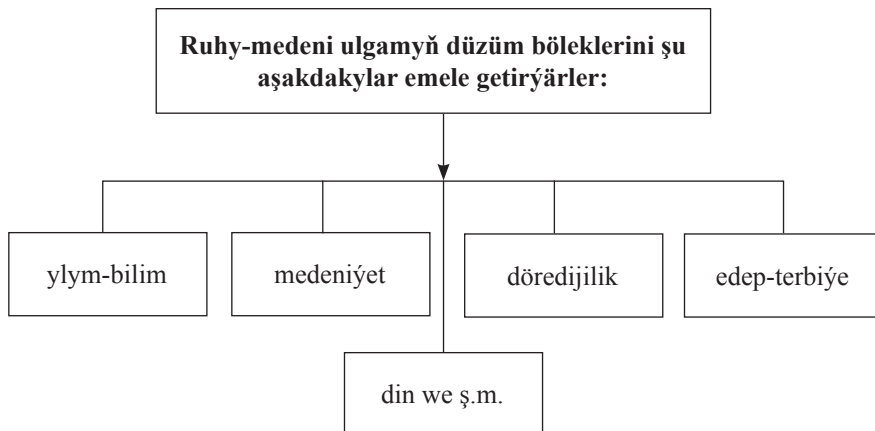 Ruhy-medeni ulgamyň düzüm böleklerini şu
aşakdakylar emele getirýärler:
ylym-bilim
medeniýet
döredijilik
edep-terbiýe
din we ş.m.